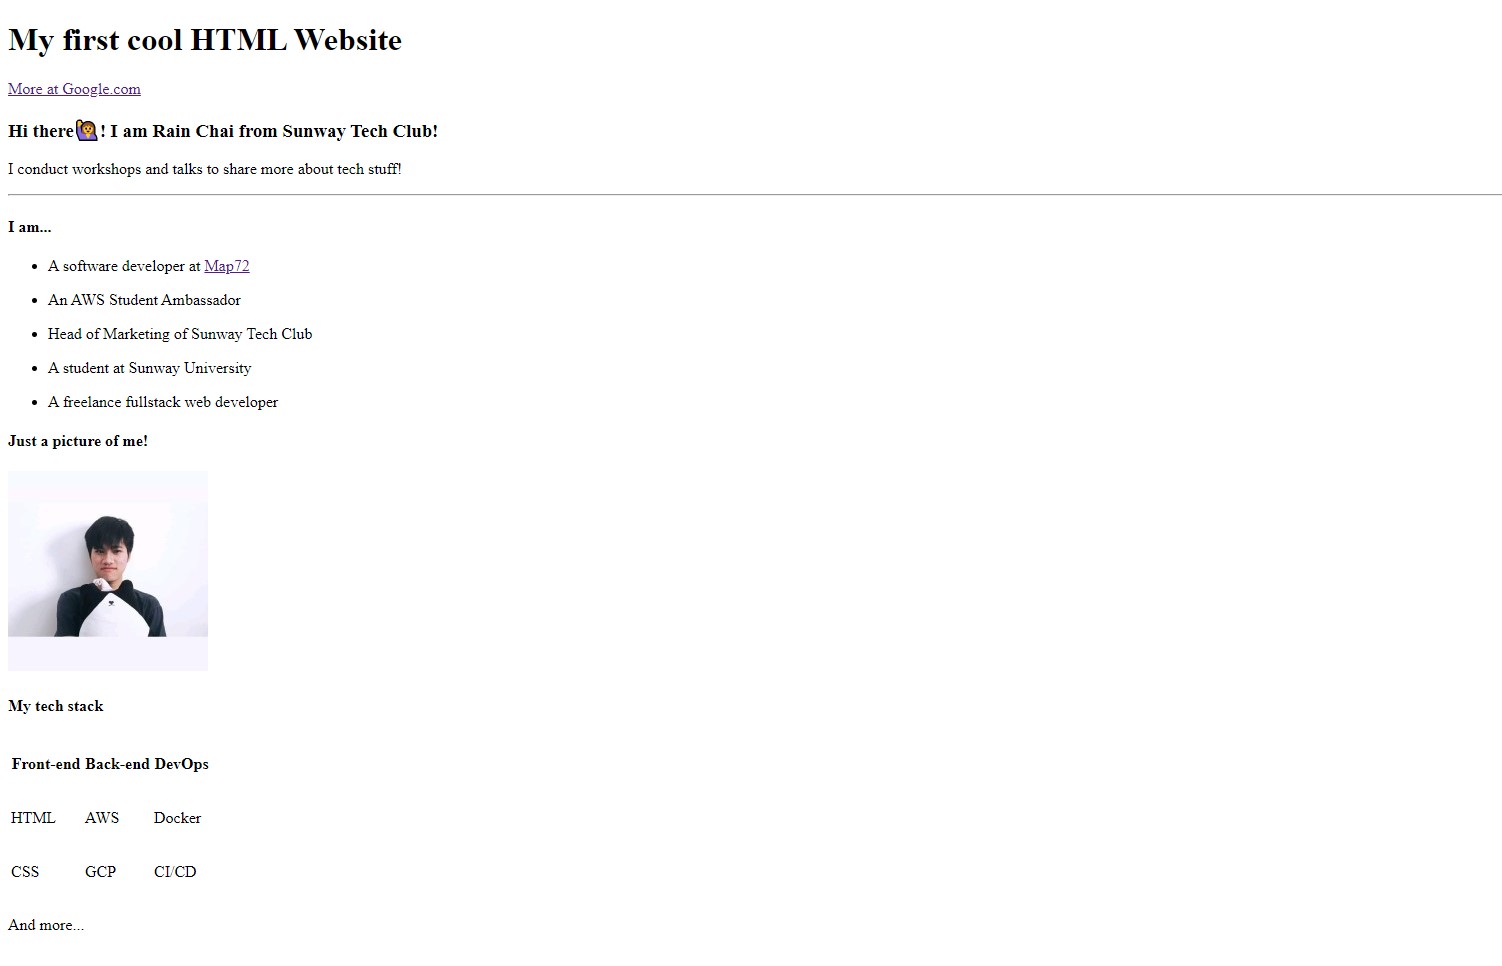 My first cool HTML Website
More at Google.com
Hi there🙋! I am Rain Chai from Sunway Tech Club!
I conduct workshops and talks to share more about tech stuff!
I am...
A software developer at Map72
An AWS Student Ambassador
Head of Marketing of Sunway Tech Club
A student at Sunway University
A freelance fullstack web developer
Just a picture of me!
My tech stack
Front-end Back-end DevOps
HTML AWS Docker
CSS GCP CI/CD
And more...